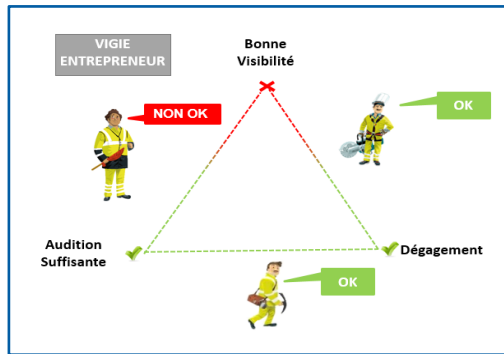 VIGIE
ENTREPRENEUR
Bonne
Visibilité
NON OK
OK
Audition
Suffisante
Dégagement
OK